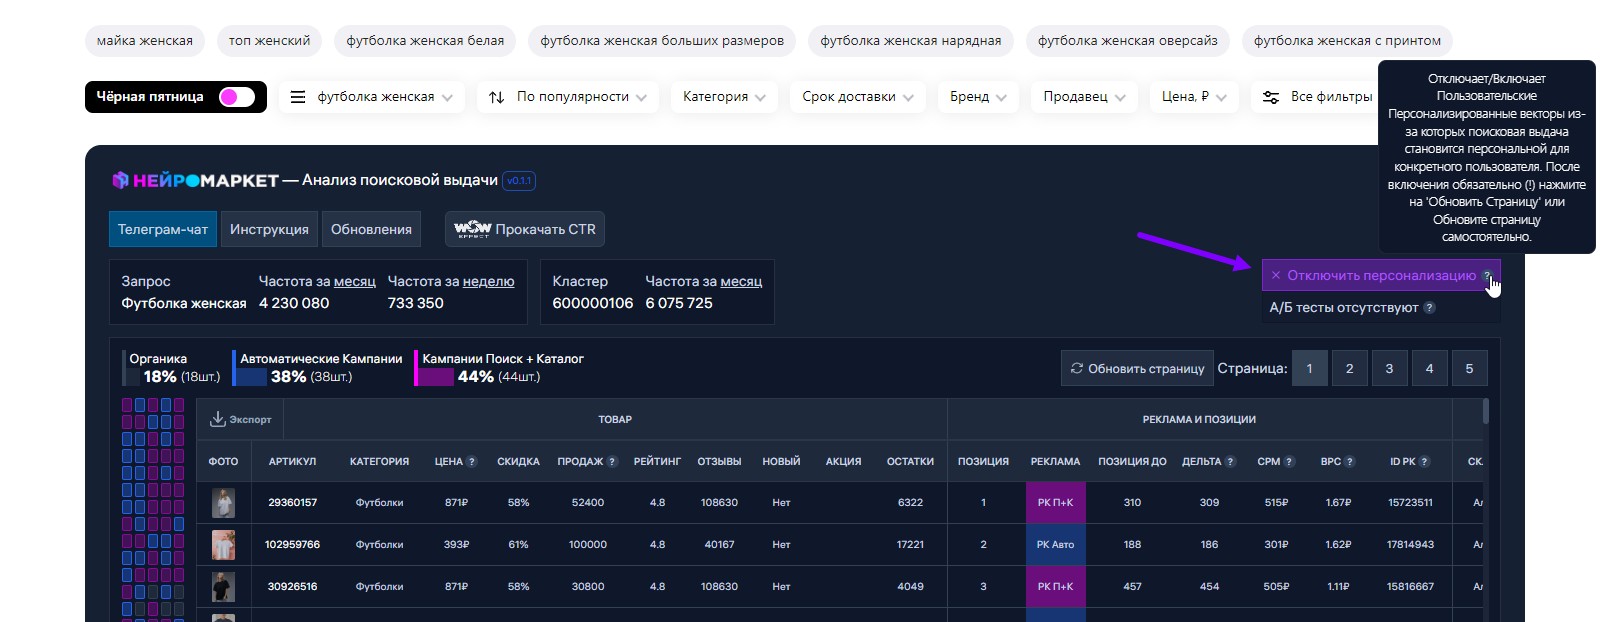 майка женская
топ женский
футболка женская белая
футболка женская больших размеров
футболка женская нарядная
футболка женская оверсайз
футболка женская с принтом
Чёрная пятница
футболка женская
По популярности
Категория
Срок доставки
Бренд
Продавец
Цена, ₽
Все фильтры
Отключает/Включает
Пользовательские
Персонализированные векторы из-
за которых поисковая выдача
становится персональной для
конкретного пользователя. После
включения обязательно (!) нажмите
на 'Обновить Страницу' или
Обновите страницу
самостоятельно.
НЕЙРОМАРКЕТ — Анализ поисковой выдачи v0.1.1
Телеграм-чат
Инструкция
Обновления
WOW EFFECT Прокачать CTR
Запрос Частота за месяц Частота за неделю
Футболка женская 4 230 080 733 350
Кластер Частота за месяц
600000106 6 075 725
× Отключить персонализацию ?
А/Б тесты отсутствуют ?
Органика
18% (18шт.)
Автоматические Кампании
38% (38шт.)
Кампании Поиск + Каталог
44% (44шт.)
Обновить страницу
Страница: 1 2 3 4 5
Экспорт ТОВАР РЕКЛАМА И ПОЗИЦИИ
ФОТО АРТИКУЛ КАТЕГОРИЯ ЦЕНА ? СКИДКА ПРОДАЖ ? РЕЙТИНГ ОТЗЫВЫ НОВЫЙ АКЦИЯ ОСТАТКИ ПОЗИЦИЯ РЕКЛАМА ПОЗИЦИЯ ДО ДЕЛЬТА ? CPM ? ВРС ? ID РК ? СК
29360157 Футболки 871₽ 58% 52400 4.8 108630 Нет 6322 1 РК П+К 310 309 515₽ 1.67₽ 15723511 Ал
102959766 Футболки 393₽ 61% 100000 4.8 40167 Нет 17221 2 РК Авто 188 186 301₽ 1.62₽ 17814943 Ал
30926516 Футболки 871₽ 58% 30800 4.8 108630 Нет 4049 3 РК П+К 457 454 505₽ 1.11₽ 15816667 Ал